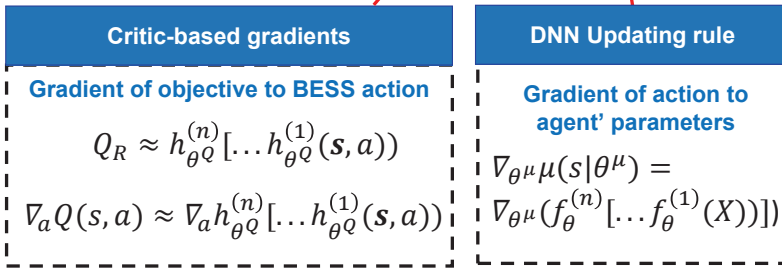 Critic-based gradients
Gradient of objective to BESS action
Q_R ≈ h_{θ^Q}^{(n)}[… h_{θ^Q}^{(1)}(s, a))
∇_a Q(s, a) ≈ ∇_a h_{θ^Q}^{(n)}[… h_{θ^Q}^{(1)}(s, a))
DNN Updating rule
Gradient of action to
agent' parameters
∇_{θ^μ} μ(s|θ^μ) =
∇_{θ^μ}(f_θ^{(n)}[… f_θ^{(1)}(X))])